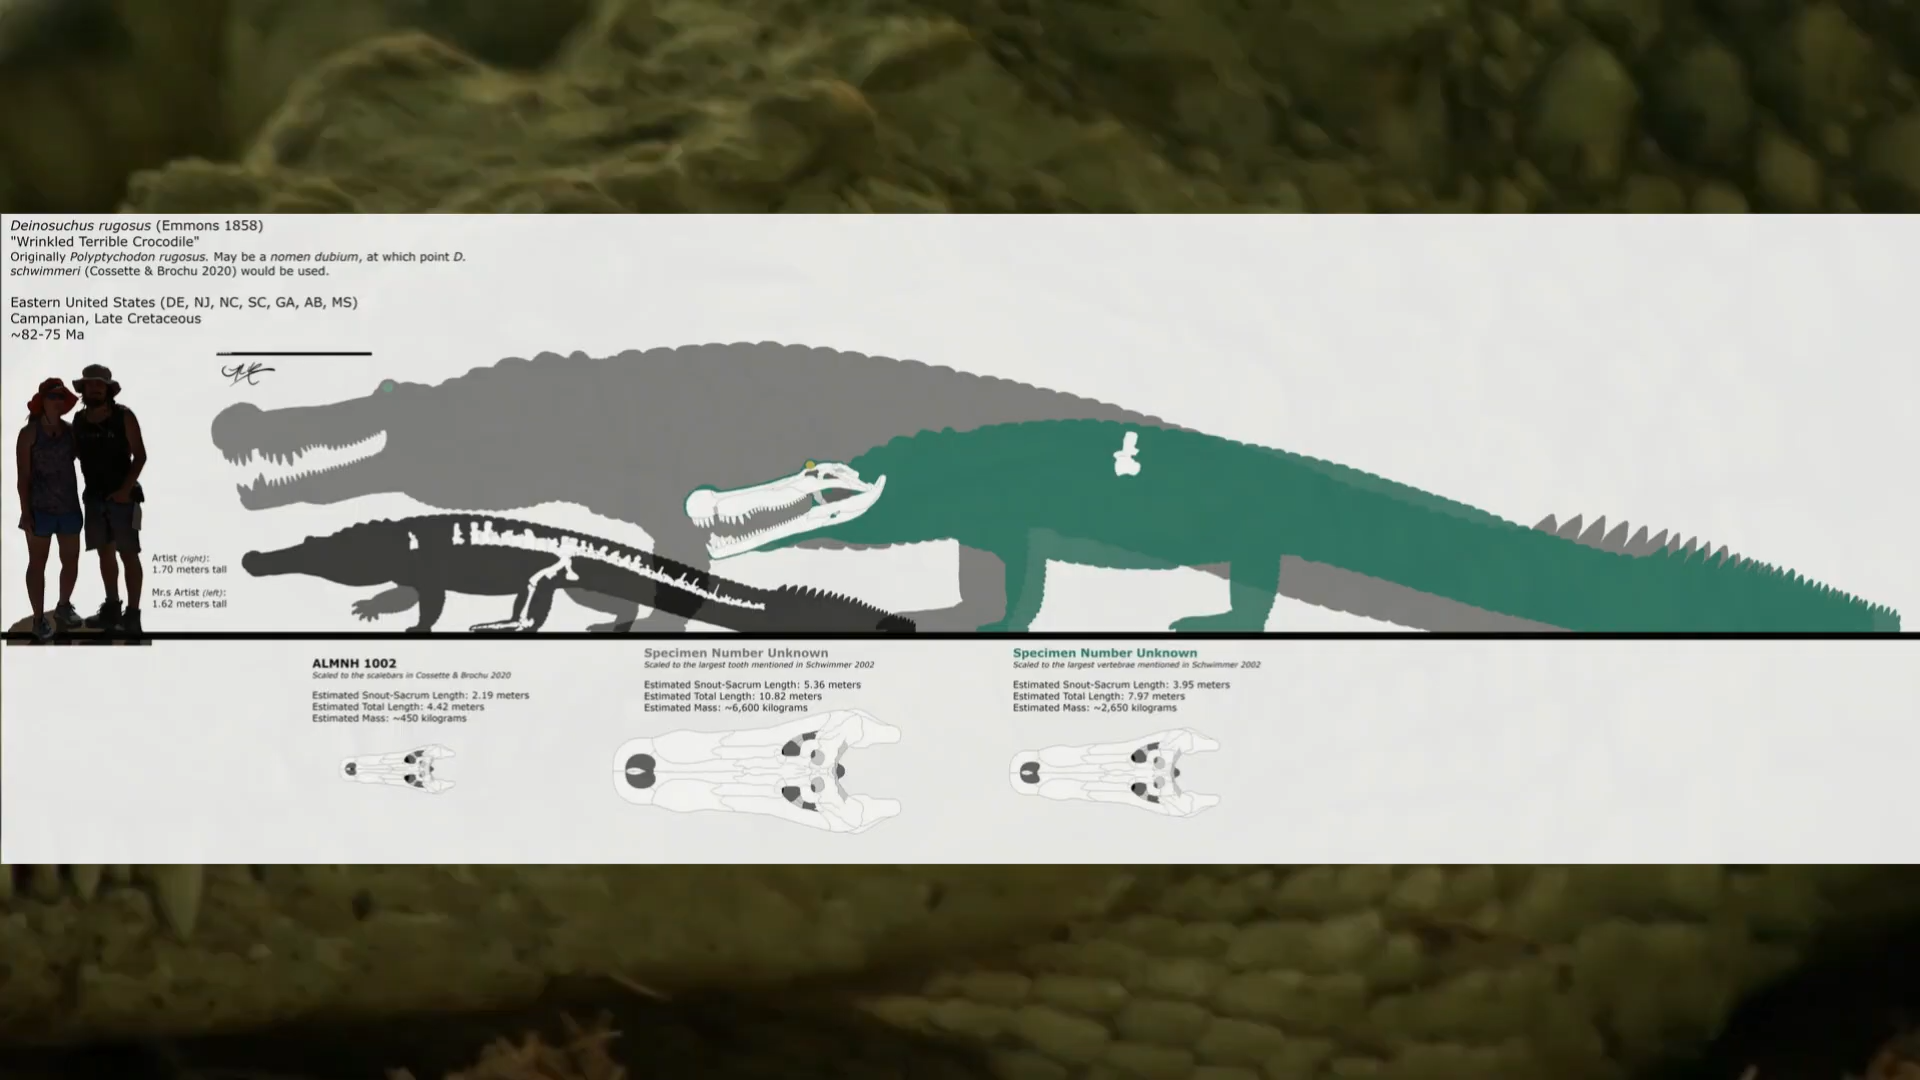 Deinosuchus rugosus (Emmons 1858)
"Wrinkled Terrible Crocodile"
Originally Polyptychodon rugosus. May be a nomen dubium, at which point D.
schwimmeri (Cossette & Brochu 2020) would be used.
Eastern United States (DE, NJ, NC, SC, GA, AB, MS)
Campanian, Late Cretaceous
~82-75 Ma
Artist (right):
1.70 meters tall
Mr.s Artist (left):
1.62 meters tall
ALMNH 1002
Scaled to the scalebars in Cossette & Brochu 2020
Estimated Snout-Sacrum Length: 2.19 meters
Estimated Total Length: 4.42 meters
Estimated Mass: ~450 kilograms
Specimen Number Unknown
Scaled to the largest tooth mentioned in Schwimmer 2002
Estimated Snout-Sacrum Length: 5.36 meters
Estimated Total Length: 10.82 meters
Estimated Mass: ~6,600 kilograms
Specimen Number Unknown
Scaled to the largest vertebrae mentioned in Schwimmer 2002
Estimated Snout-Sacrum Length: 3.95 meters
Estimated Total Length: 7.97 meters
Estimated Mass: ~2,650 kilograms